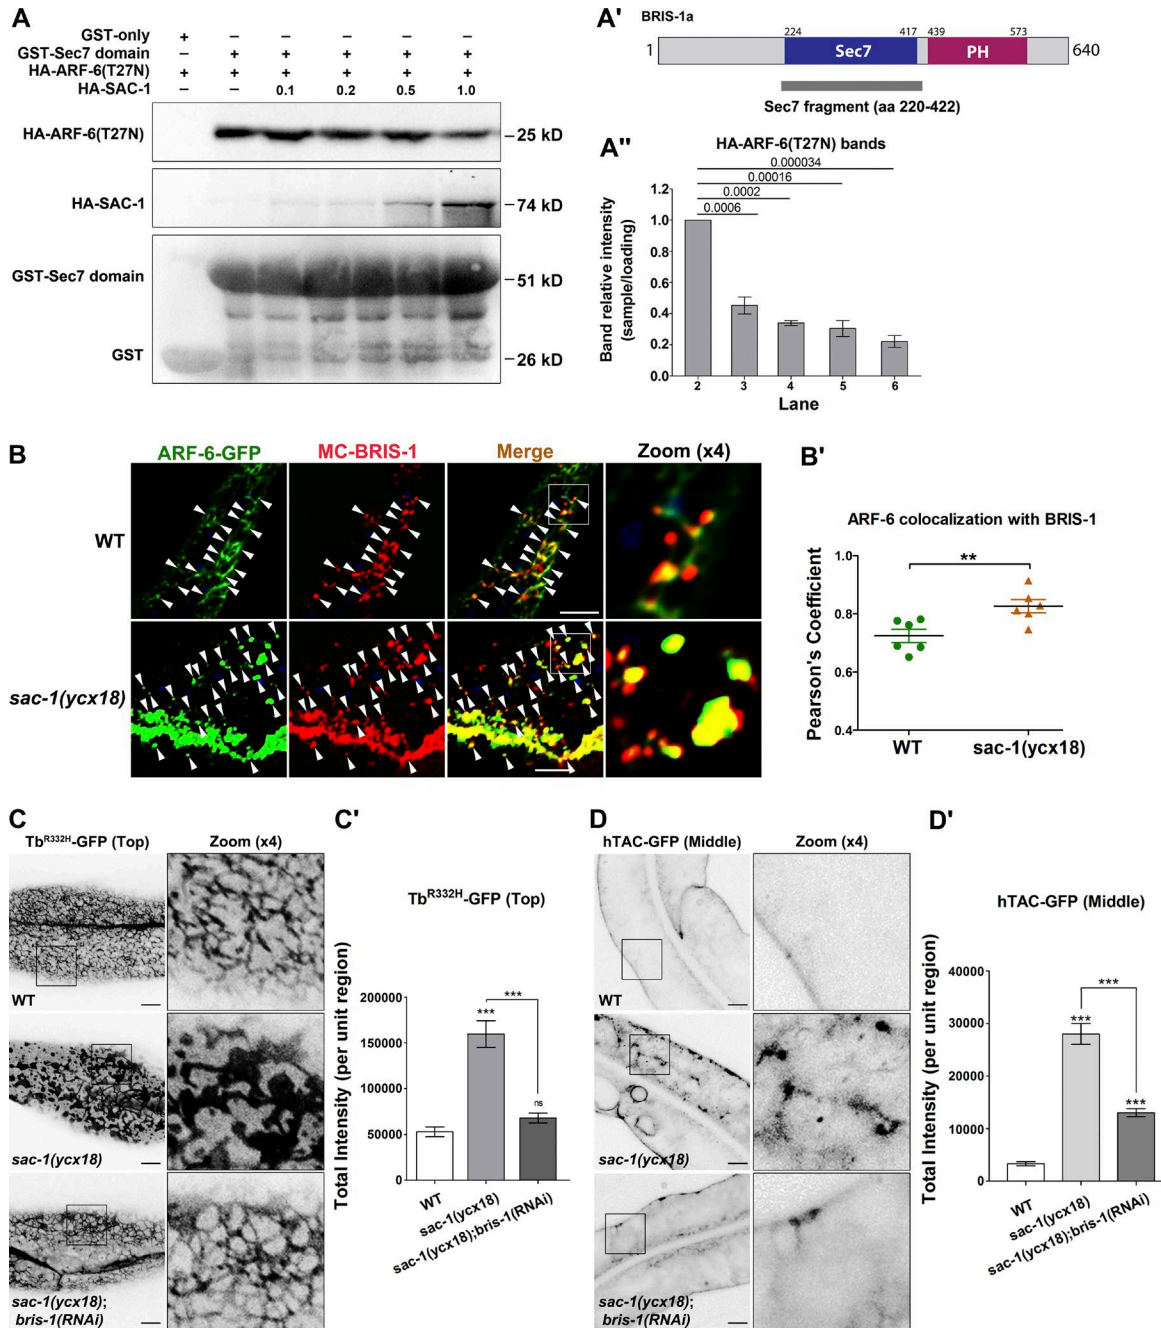 A
GST-only + – – – – –
GST-Sec7 domain – + + + + +
HA-ARF-6(T27N) + + + + + +
HA-SAC-1 – – 0.1 0.2 0.5 1.0
HA-ARF-6(T27N)
25 kD
HA-SAC-1
74 kD
GST-Sec7 domain
51 kD
GST
26 kD
A'
BRIS-1a
224 417 439 573
1 Sec7 PH 640
Sec7 fragment (aa 220-422)
A"
HA-ARF-6(T27N) bands
0.000034
0.00016
0.0002
0.0006
Band relative intensity
(sample/loading)
1.2
1.0
0.8
0.6
0.4
0.2
0.0
2 3 4 5 6
Lane
B
ARF-6-GFP MC-BRIS-1 Merge Zoom (x4)
WT
sac-1(ycx18)
B'
ARF-6 colocalization with BRIS-1
**
Pearson's Coefficient
1.0
0.8
0.6
0.4
WT sac-1(ycx18)
C
TbR332H-GFP (Top) Zoom (x4)
WT
sac-1(ycx18)
sac-1(ycx18);
bris-1(RNAi)
C'
TbR332H-GFP (Top)
Total Intensity (per unit region)
200000
150000
100000
50000
0
***
***
ns
WT
sac-1(ycx18)
sac-1(ycx18);bris-1(RNAi)
D
hTAC-GFP (Middle) Zoom (x4)
WT
sac-1(ycx18)
sac-1(ycx18);
bris-1(RNAi)
D'
hTAC-GFP (Middle)
Total Intensity (per unit region)
40000
30000
20000
10000
0
***
***
***
WT
sac-1(ycx18)
sac-1(ycx18);bris-1(RNAi)